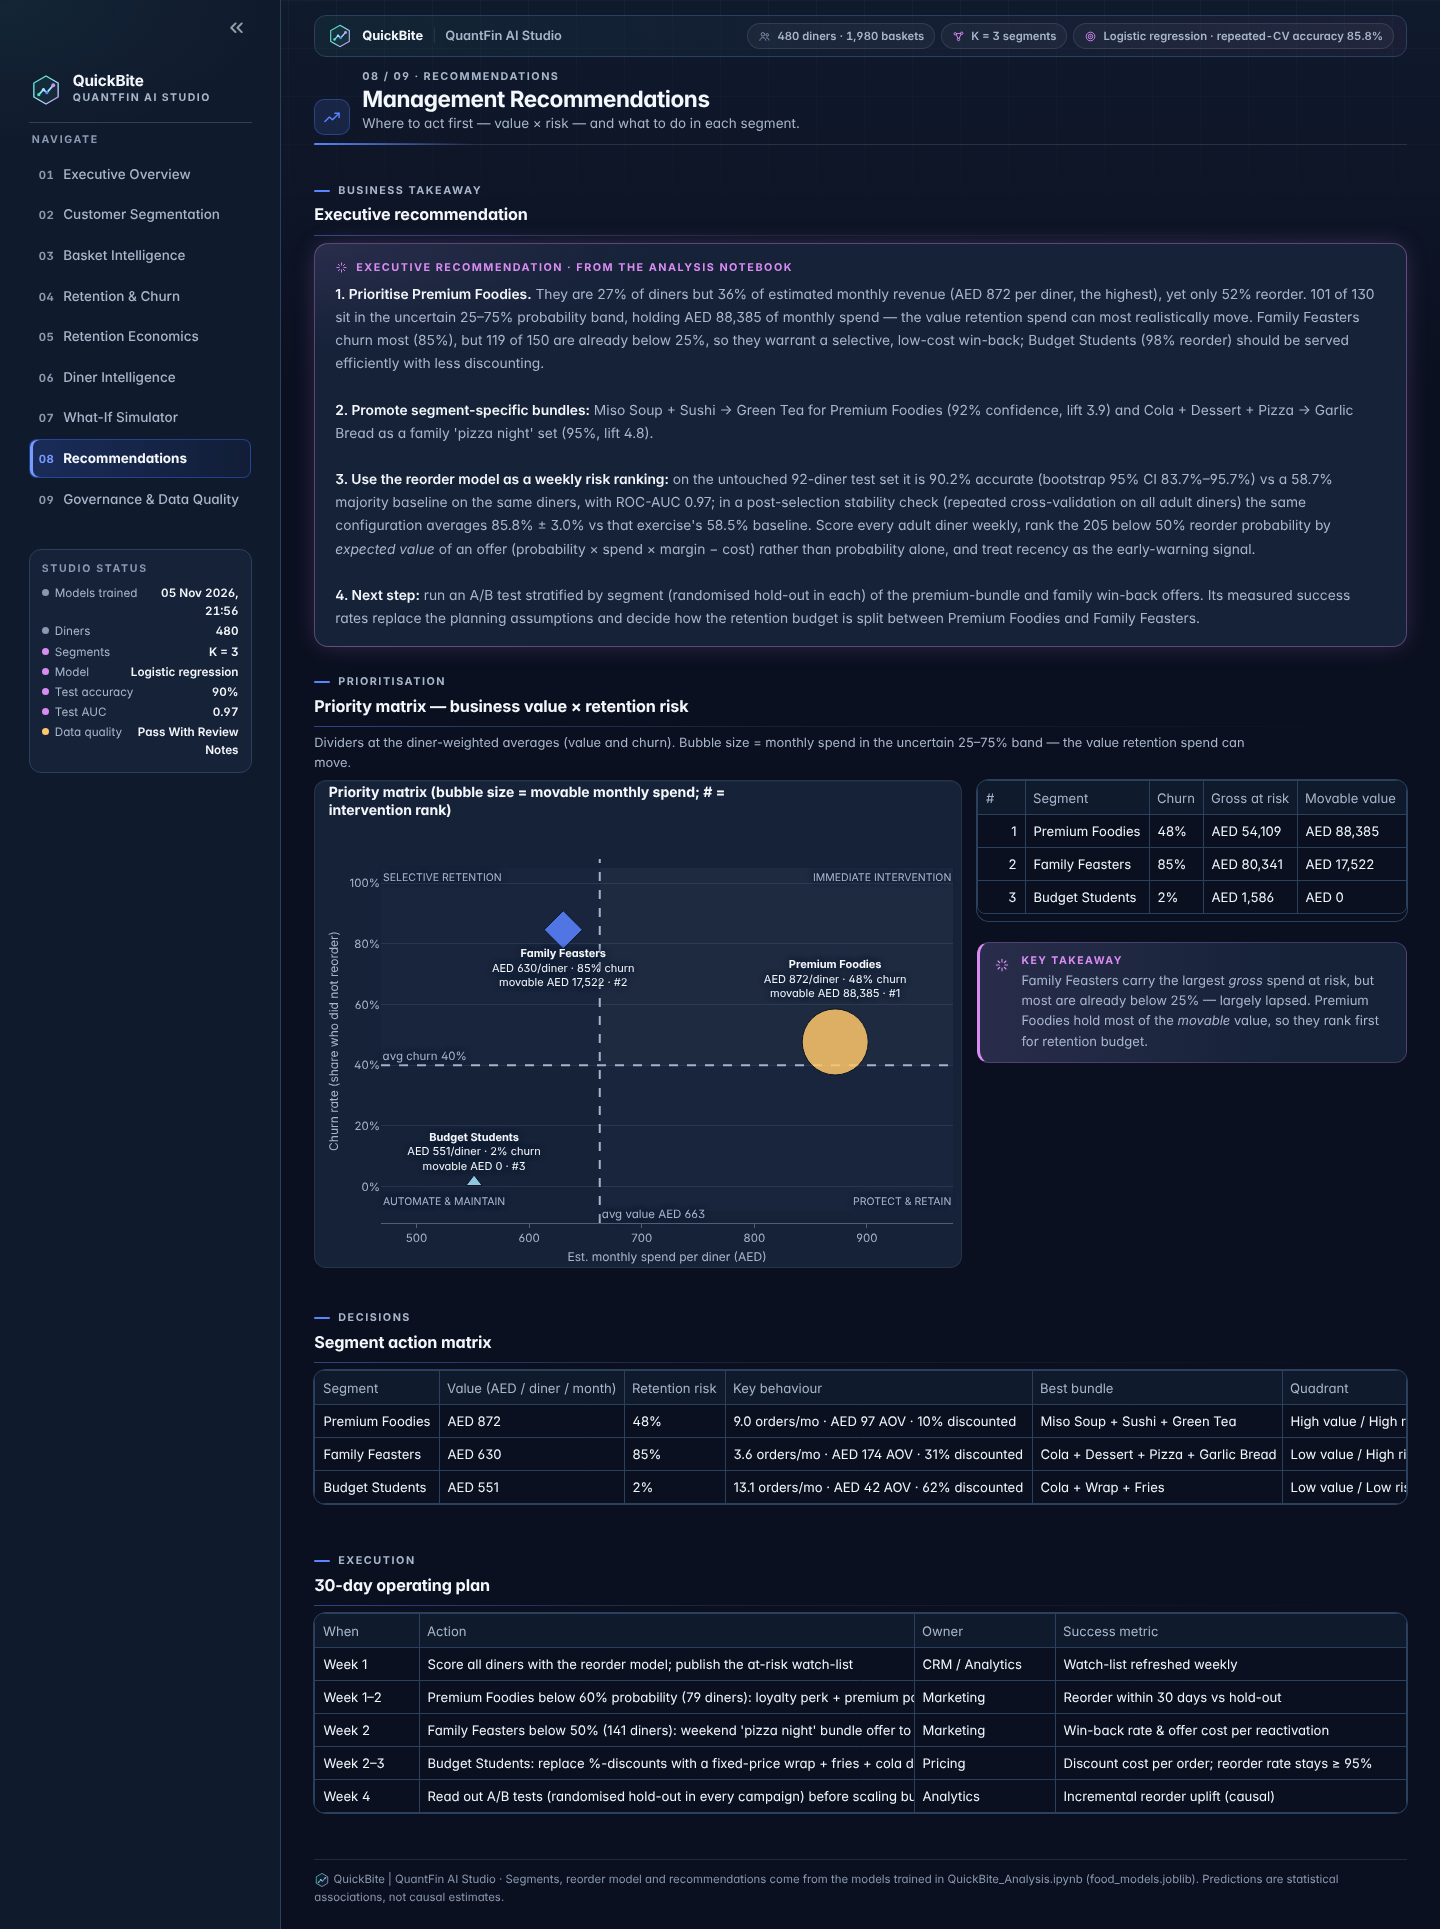 QuickBite
QUANTFIN AI STUDIO
NAVIGATE
01 Executive Overview
02 Customer Segmentation
03 Basket Intelligence
04 Retention & Churn
05 Retention Economics
06 Diner Intelligence
07 What-If Simulator
08 Recommendations
09 Governance & Data Quality
STUDIO STATUS
Models trained 05 Nov 2026,
21:56
Diners 480
Segments K = 3
Model Logistic regression
Test accuracy 90%
Test AUC 0.97
Data quality Pass With Review
Notes
QuickBite QuantFin AI Studio 480 diners · 1,980 baskets K = 3 segments Logistic regression · repeated-CV accuracy 85.8%
08 / 09 · RECOMMENDATIONS
Management Recommendations
Where to act first — value × risk — and what to do in each segment.
BUSINESS TAKEAWAY
Executive recommendation
EXECUTIVE RECOMMENDATION · FROM THE ANALYSIS NOTEBOOK
1. Prioritise Premium Foodies. They are 27% of diners but 36% of estimated monthly revenue (AED 872 per diner, the highest), yet only 52% reorder. 101 of 130
sit in the uncertain 25–75% probability band, holding AED 88,385 of monthly spend — the value retention spend can most realistically move. Family Feasters
churn most (85%), but 119 of 150 are already below 25%, so they warrant a selective, low-cost win-back; Budget Students (98% reorder) should be served
efficiently with less discounting.
2. Promote segment-specific bundles: Miso Soup + Sushi → Green Tea for Premium Foodies (92% confidence, lift 3.9) and Cola + Dessert + Pizza → Garlic
Bread as a family 'pizza night' set (95%, lift 4.8).
3. Use the reorder model as a weekly risk ranking: on the untouched 92-diner test set it is 90.2% accurate (bootstrap 95% CI 83.7%–95.7%) vs a 58.7%
majority baseline on the same diners, with ROC-AUC 0.97; in a post-selection stability check (repeated cross-validation on all adult diners) the same
configuration averages 85.8% ± 3.0% vs that exercise's 58.5% baseline. Score every adult diner weekly, rank the 205 below 50% reorder probability by
expected value of an offer (probability × spend × margin − cost) rather than probability alone, and treat recency as the early-warning signal.
4. Next step: run an A/B test stratified by segment (randomised hold-out in each) of the premium-bundle and family win-back offers. Its measured success
rates replace the planning assumptions and decide how the retention budget is split between Premium Foodies and Family Feasters.
PRIORITISATION
Priority matrix — business value × retention risk
Dividers at the diner-weighted averages (value and churn). Bubble size = monthly spend in the uncertain 25–75% band — the value retention spend can
move.
Priority matrix (bubble size = movable monthly spend; # =
intervention rank)
SELECTIVE RETENTION IMMEDIATE INTERVENTION
100%
80%
60%
40%
20%
0%
Churn rate (share who did not reorder)
Family Feasters
AED 630/diner · 85% churn
movable AED 17,522 · #2
Premium Foodies
AED 872/diner · 48% churn
movable AED 88,385 · #1
avg churn 40%
Budget Students
AED 551/diner · 2% churn
movable AED 0 · #3
AUTOMATE & MAINTAIN PROTECT & RETAIN
avg value AED 663
500 600 700 800 900
Est. monthly spend per diner (AED)
# Segment Churn Gross at risk Movable value
1 Premium Foodies 48% AED 54,109 AED 88,385
2 Family Feasters 85% AED 80,341 AED 17,522
3 Budget Students 2% AED 1,586 AED 0
KEY TAKEAWAY
Family Feasters carry the largest gross spend at risk, but
most are already below 25% — largely lapsed. Premium
Foodies hold most of the movable value, so they rank first
for retention budget.
DECISIONS
Segment action matrix
Segment Value (AED / diner / month) Retention risk Key behaviour Best bundle Quadrant
Premium Foodies AED 872 48% 9.0 orders/mo · AED 97 AOV · 10% discounted Miso Soup + Sushi + Green Tea High value / High r
Family Feasters AED 630 85% 3.6 orders/mo · AED 174 AOV · 31% discounted Cola + Dessert + Pizza + Garlic Bread Low value / High ri
Budget Students AED 551 2% 13.1 orders/mo · AED 42 AOV · 62% discounted Cola + Wrap + Fries Low value / Low ris
EXECUTION
30-day operating plan
When Action Owner Success metric
Week 1 Score all diners with the reorder model; publish the at-risk watch-list CRM / Analytics Watch-list refreshed weekly
Week 1–2 Premium Foodies below 60% probability (79 diners): loyalty perk + premium pa Marketing Reorder within 30 days vs hold-out
Week 2 Family Feasters below 50% (141 diners): weekend 'pizza night' bundle offer to Marketing Win-back rate & offer cost per reactivation
Week 2–3 Budget Students: replace %-discounts with a fixed-price wrap + fries + cola d Pricing Discount cost per order; reorder rate stays ≥ 95%
Week 4 Read out A/B tests (randomised hold-out in every campaign) before scaling bu Analytics Incremental reorder uplift (causal)
QuickBite | QuantFin AI Studio · Segments, reorder model and recommendations come from the models trained in QuickBite_Analysis.ipynb (food_models.joblib). Predictions are statistical
associations, not causal estimates.